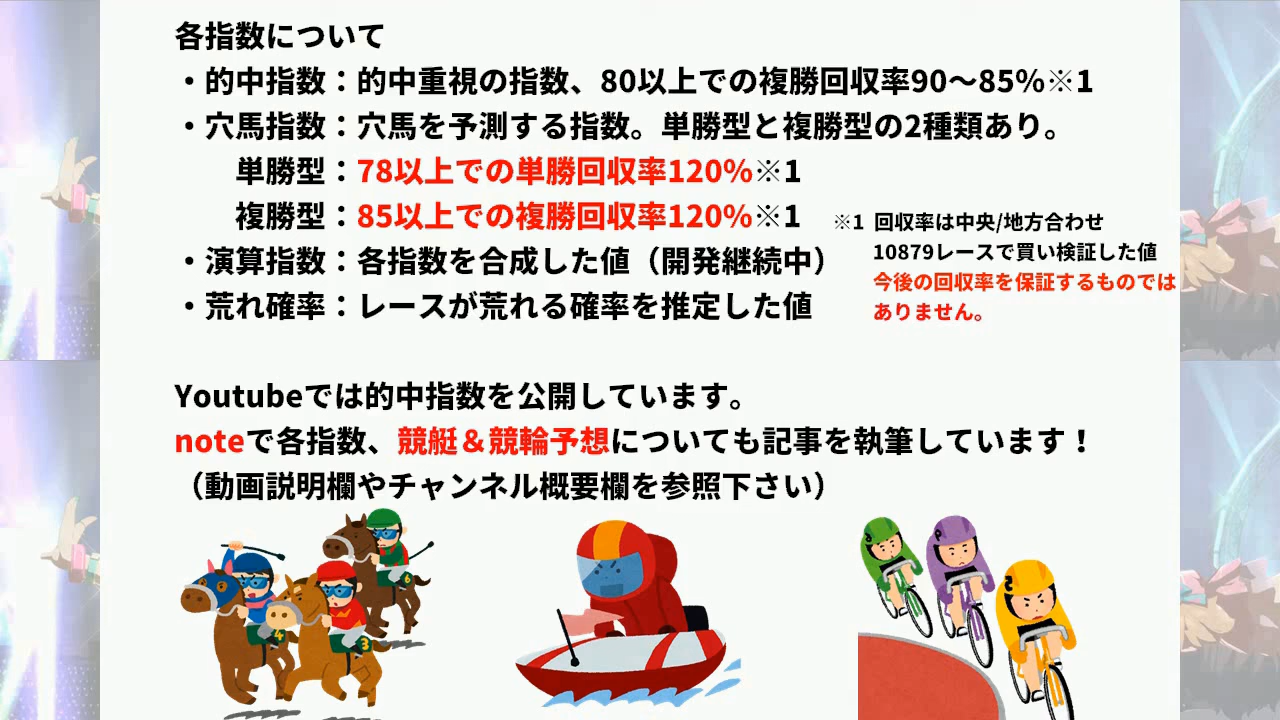 各指数について
・的中指数：的中重視の指数、80以上での複勝回収率90～85%※1
・穴馬指数：穴馬を予測する指数。単勝型と複勝型の2種類あり。
単勝型：78以上での単勝回収率120%※1
複勝型：85以上での複勝回収率120%※1
※1 回収率は中央/地方合わせ
10879レースで買い検証した値
今後の回収率を保証するものでは
ありません。
・演算指数：各指数を合成した値（開発継続中）
・荒れ確率：レースが荒れる確率を推定した値
Youtubeでは的中指数を公開しています。
noteで各指数、競艇＆競輪予想についても記事を執筆しています！
（動画説明欄やチャンネル概要欄を参照下さい）
6
4
3